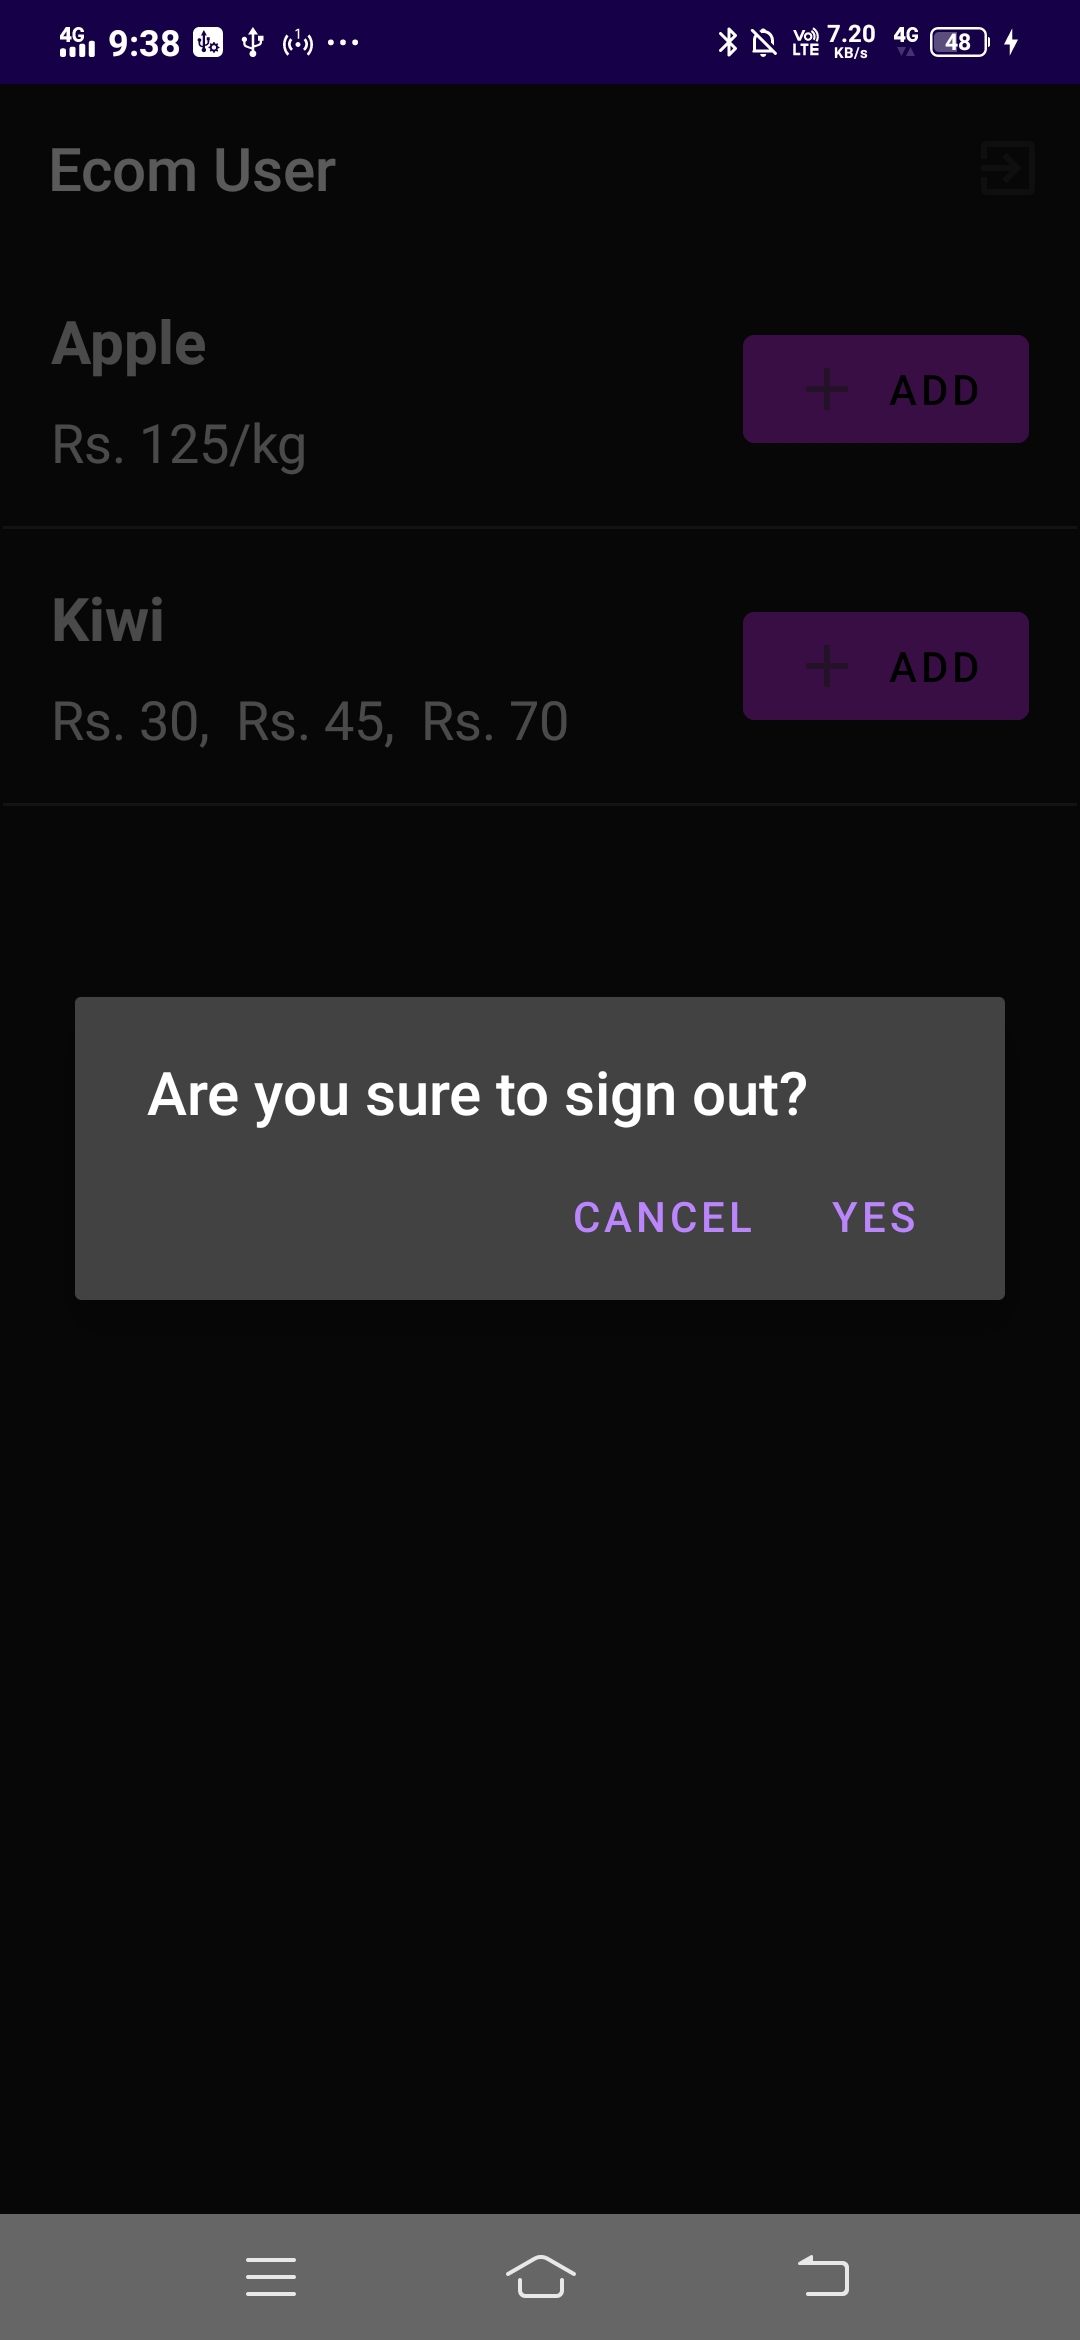 4G 9:38 1 ... Vo) LTE 7.20 KB/s 4G 48
Ecom User
Apple
+ ADD
Rs. 125/kg
Kiwi
+ ADD
Rs. 30, Rs. 45, Rs. 70
Are you sure to sign out?
CANCEL YES